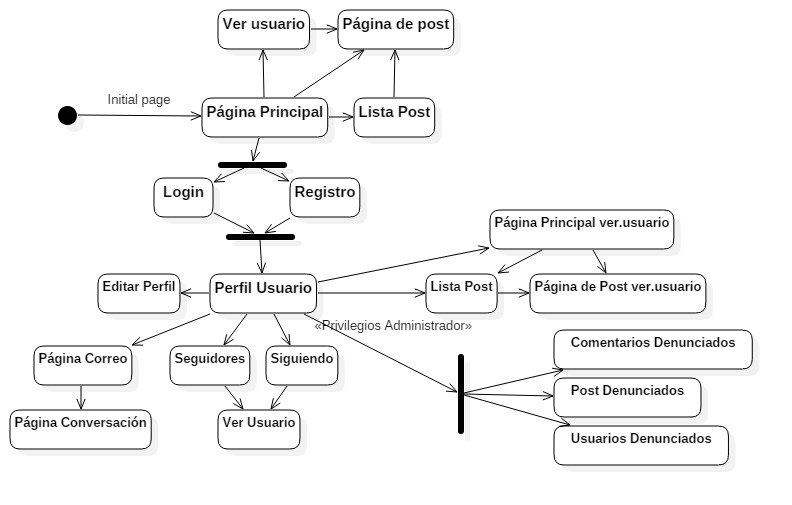 Ver usuario
Página de post
Initial page
Página Principal
Lista Post
Login
Registro
Página Principal ver.usuario
Editar Perfil
Perfil Usuario
Lista Post
Página de Post ver.usuario
«Privilegios Administrador»
Comentarios Denunciados
Página Correo
Seguidores
Siguiendo
Post Denunciados
Página Conversación
Ver Usuario
Usuarios Denunciados